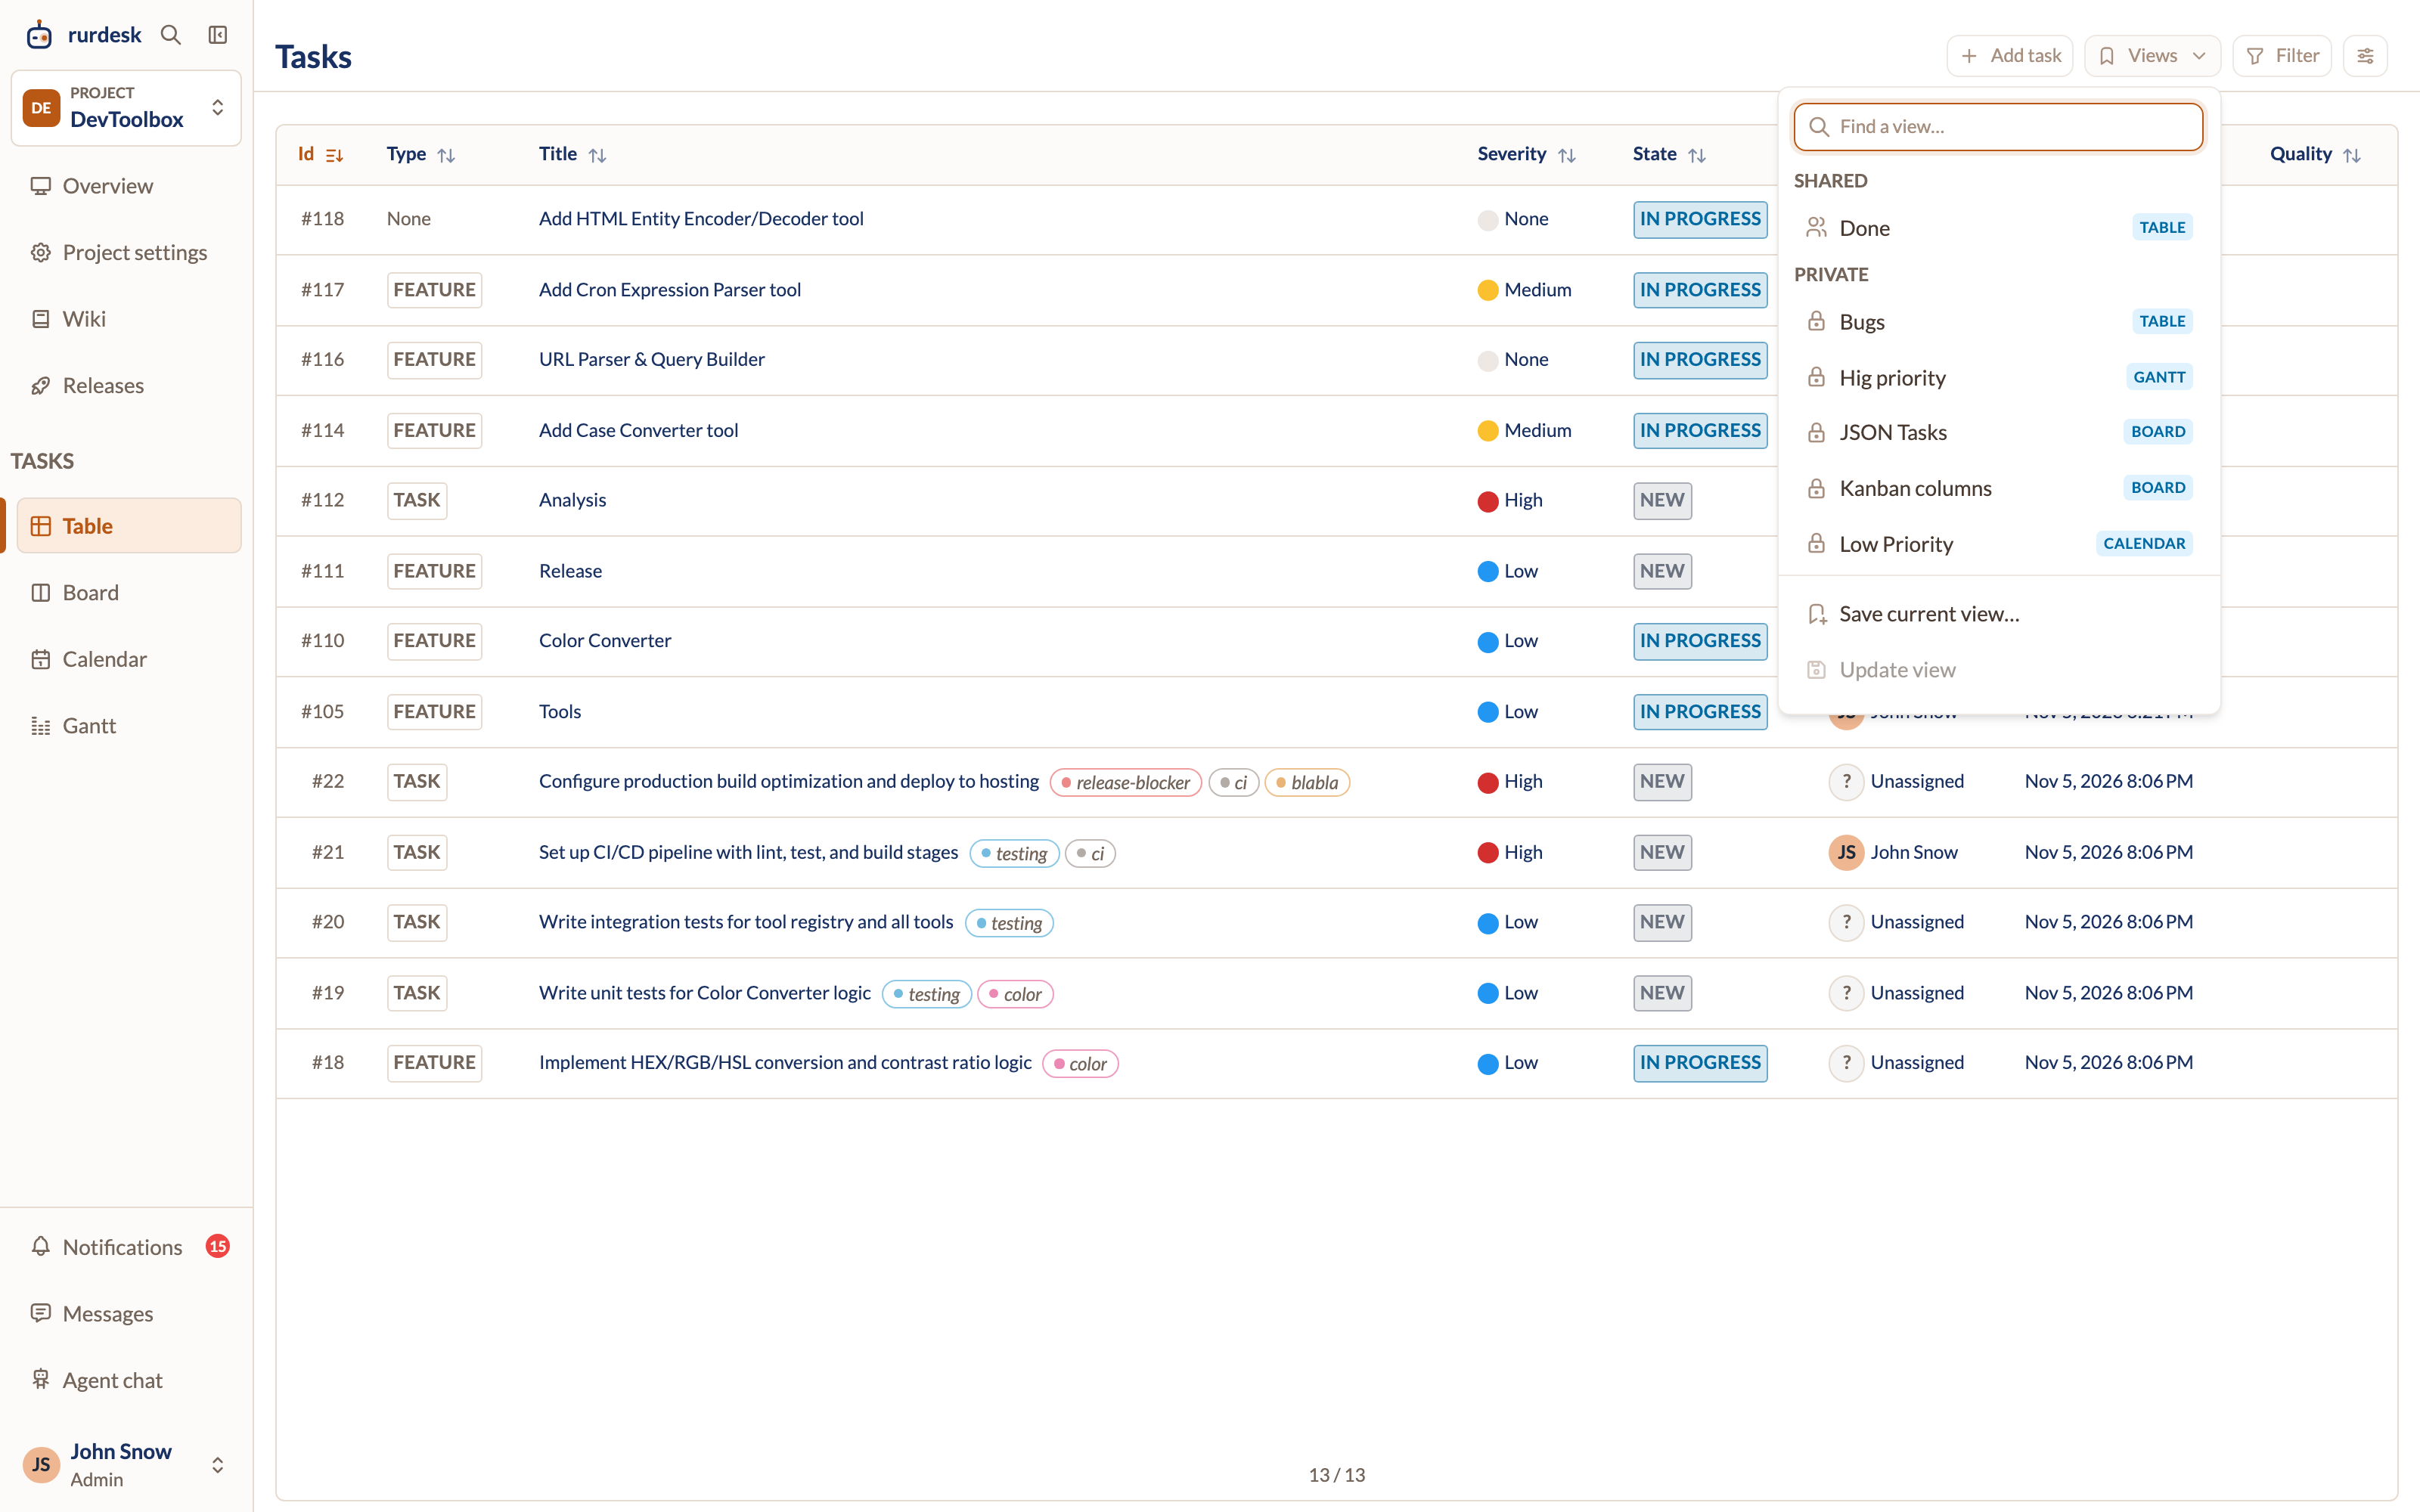 rurdesk
DE
PROJECT
DevToolbox
Overview
Project settings
Wiki
Releases
TASKS
Table
Board
Calendar
Gantt
Notifications 15
Messages
Agent chat
JS
John Snow
Admin
Tasks
Add task
Views
Filter
Id Type Title Severity State Quality
#118 None Add HTML Entity Encoder/Decoder tool None IN PROGRESS
#117 FEATURE Add Cron Expression Parser tool Medium IN PROGRESS
#116 FEATURE URL Parser & Query Builder None IN PROGRESS
#114 FEATURE Add Case Converter tool Medium IN PROGRESS
#112 TASK Analysis High NEW
#111 FEATURE Release Low NEW
#110 FEATURE Color Converter Low IN PROGRESS
#105 FEATURE Tools Low IN PROGRESS
#22 TASK Configure production build optimization and deploy to hosting release-blocker ci blabla High NEW ? Unassigned Nov 5, 2026 8:06 PM
#21 TASK Set up CI/CD pipeline with lint, test, and build stages testing ci High NEW JS John Snow Nov 5, 2026 8:06 PM
#20 TASK Write integration tests for tool registry and all tools testing Low NEW ? Unassigned Nov 5, 2026 8:06 PM
#19 TASK Write unit tests for Color Converter logic testing color Low NEW ? Unassigned Nov 5, 2026 8:06 PM
#18 FEATURE Implement HEX/RGB/HSL conversion and contrast ratio logic color Low IN PROGRESS ? Unassigned Nov 5, 2026 8:06 PM
13 / 13
Find a view...
SHARED
Done TABLE
PRIVATE
Bugs TABLE
Hig priority GANTT
JSON Tasks BOARD
Kanban columns BOARD
Low Priority CALENDAR
Save current view...
Update view